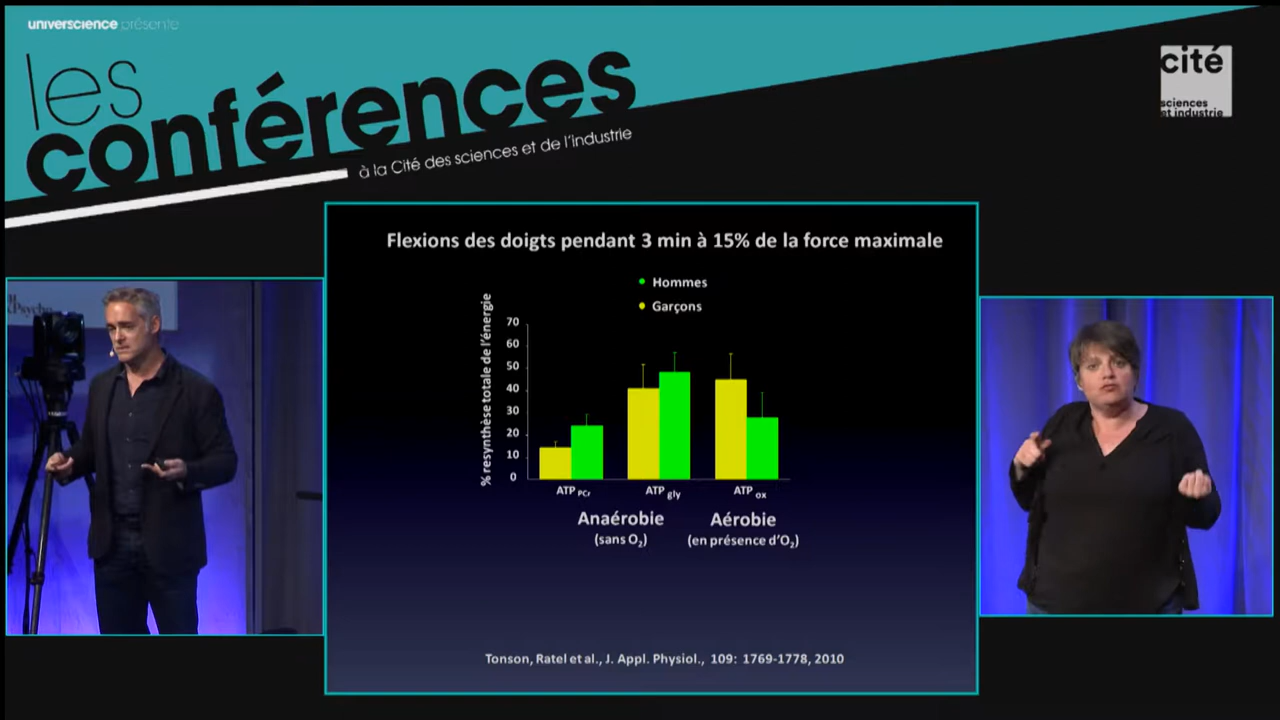 universcience présente
les
conférences
à la Cité des sciences et de l'industrie
cité
sciences
et industrie
Psycho
Flexions des doigts pendant 3 min à 15% de la force maximale
Hommes
Garçons
% resynthèse totale de l'énergie
70
60
50
40
30
20
10
0
ATP PCr
ATP gly
ATP ox
Anaérobie
(sans O₂)
Aérobie
(en présence d'O₂)
Tonson, Ratel et al., J. Appl. Physiol., 109: 1769-1778, 2010